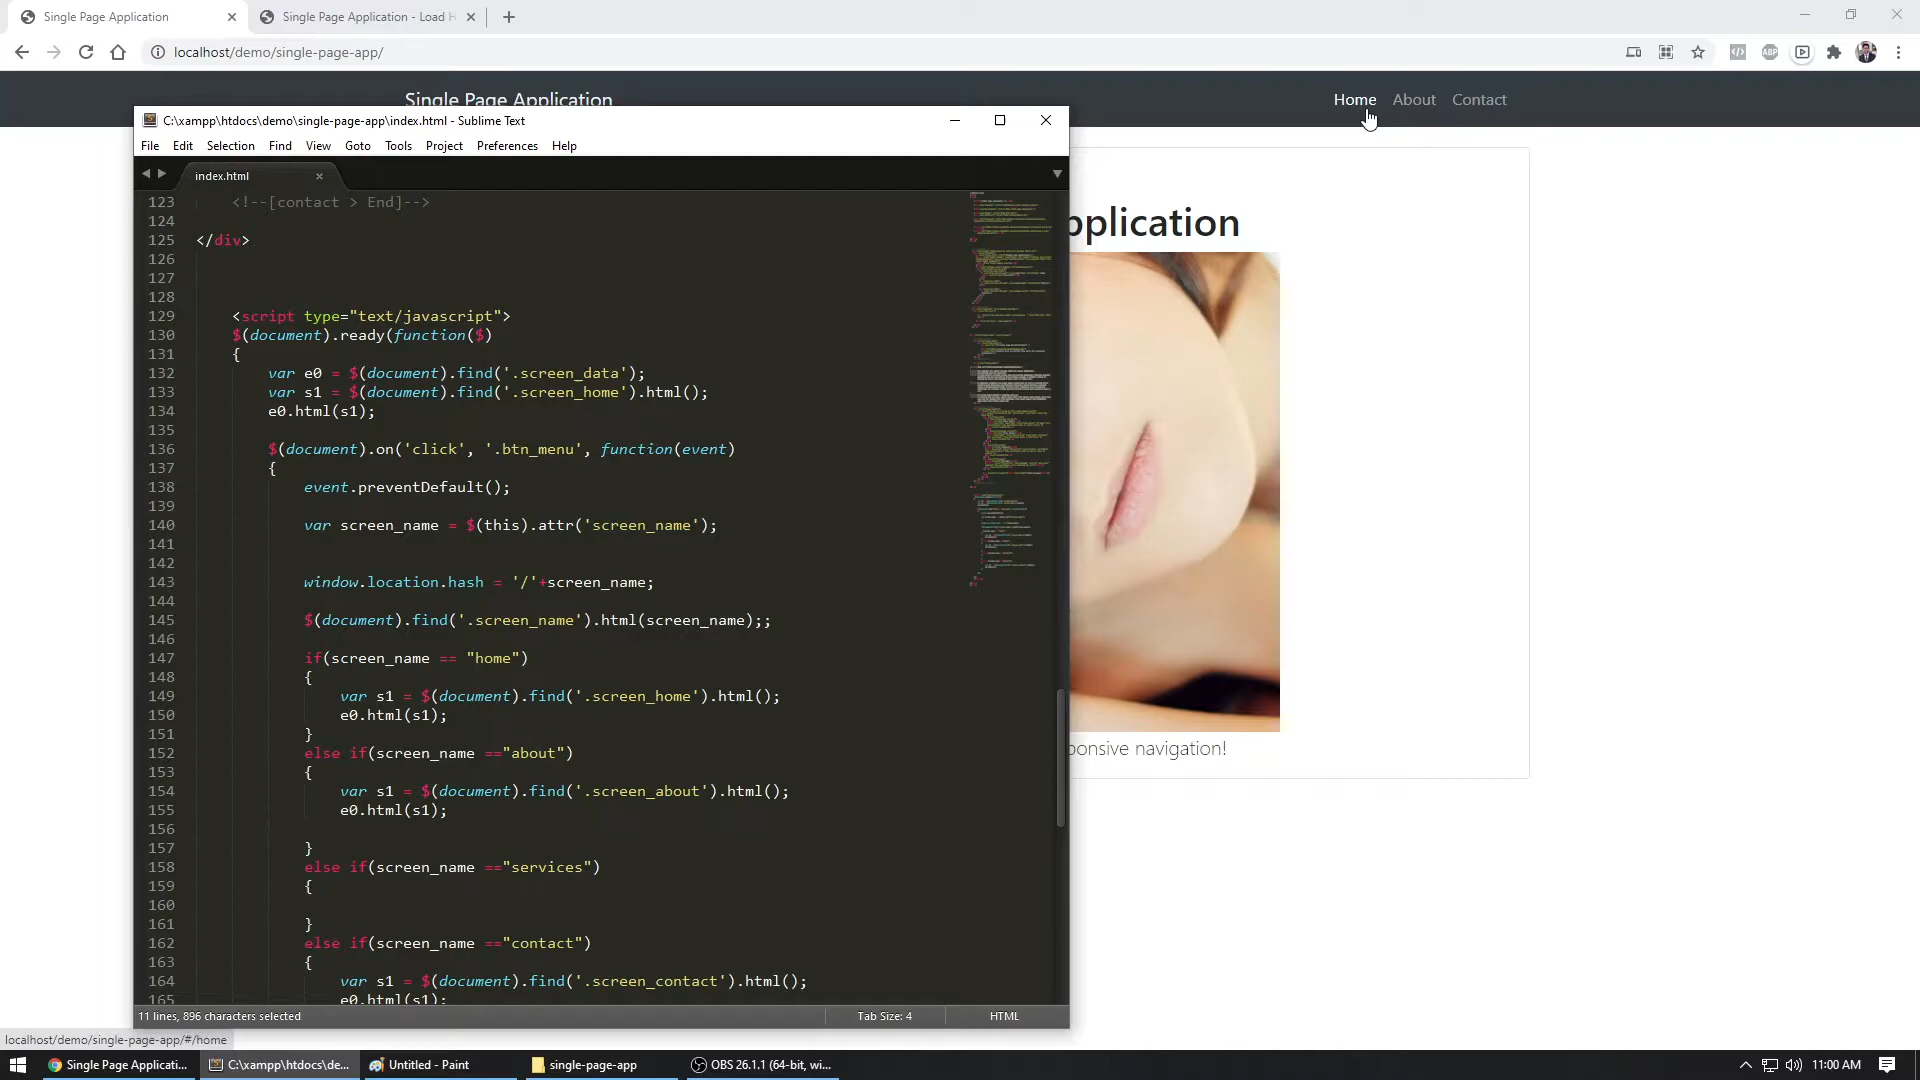 Single Page Application
Single Page Application - Load H
localhost/demo/single-page-app/
ABP
Single Page Application
Home
About
Contact
C:\xampp\htdocs\demo\single-page-app\index.html - Sublime Text
File Edit Selection Find View Goto Tools Project Preferences Help
index.html
pplication
123 <!--[contact > End]-->
124
125 </div>
126
127
128
129 <script type="text/javascript">
130 $(document).ready(function($)
131 {
132 var e0 = $(document).find('.screen_data');
133 var s1 = $(document).find('.screen_home').html();
134 e0.html(s1);
135
136 $(document).on('click', '.btn_menu', function(event)
137 {
138 event.preventDefault();
139
140 var screen_name = $(this).attr('screen_name');
141
142
143 window.location.hash = '/'+screen_name;
144
145 $(document).find('.screen_name').html(screen_name);;
146
147 if(screen_name == "home")
148 {
149 var s1 = $(document).find('.screen_home').html();
150 e0.html(s1);
151 }
152 else if(screen_name =="about")
153 {
154 var s1 = $(document).find('.screen_about').html();
155 e0.html(s1);
156
157 }
158 else if(screen_name =="services")
159 {
160
161 }
162 else if(screen_name =="contact")
163 {
164 var s1 = $(document).find('.screen_contact').html();
165 e0.html(s1);
ponsive navigation!
11 lines, 896 characters selected
Tab Size: 4
HTML
localhost/demo/single-page-app/#/home
Single Page Applicati...
C:\xampp\htdocs\de...
Untitled - Paint
single-page-app
OBS 26.1.1 (64-bit, wi...
11:00 AM